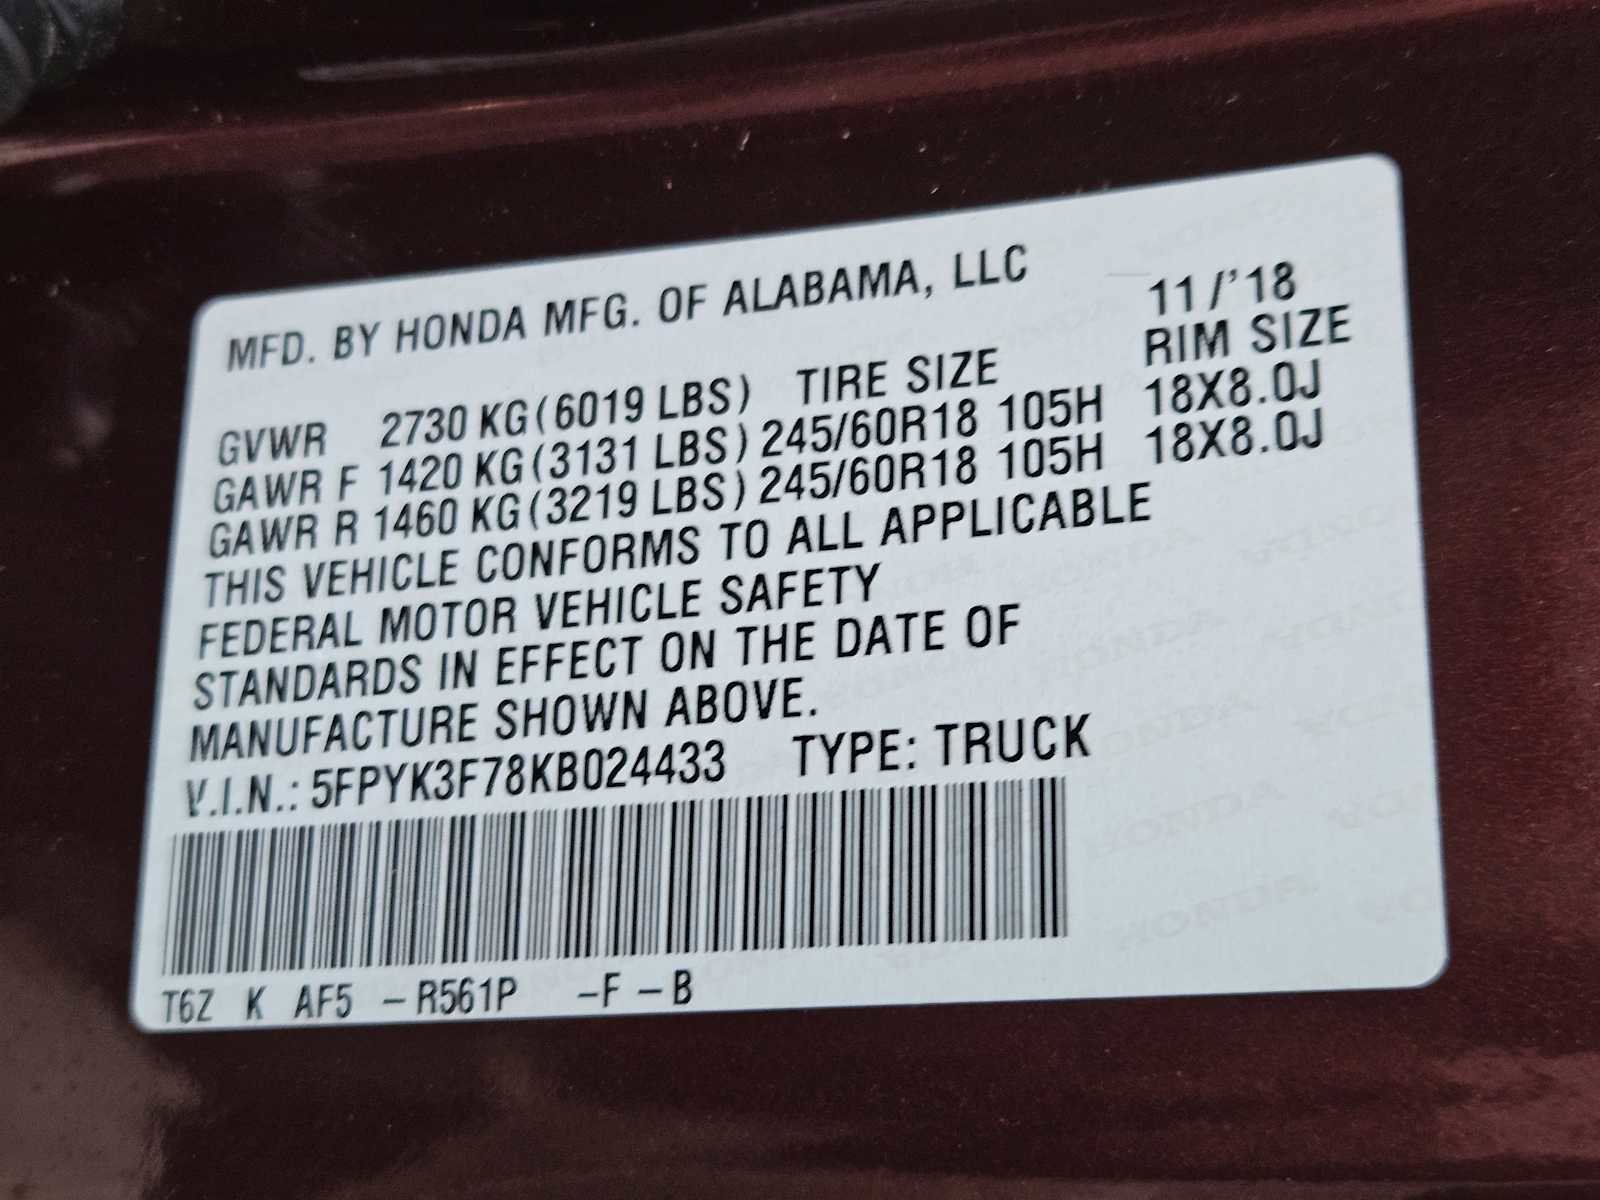 MFD. BY HONDA MFG. OF ALABAMA, LLC 11/'18
GVWR 2730 KG(6019 LBS) TIRE SIZE RIM SIZE
GAWR F 1420 KG(3131 LBS) 245/60R18 105H 18X8.0J
GAWR R 1460 KG(3219 LBS) 245/60R18 105H 18X8.0J
THIS VEHICLE CONFORMS TO ALL APPLICABLE
FEDERAL MOTOR VEHICLE SAFETY
STANDARDS IN EFFECT ON THE DATE OF
MANUFACTURE SHOWN ABOVE.
V.I.N.: 5FPYK3F78KB024433 TYPE: TRUCK
T6Z K AF5 -R561P -F-B